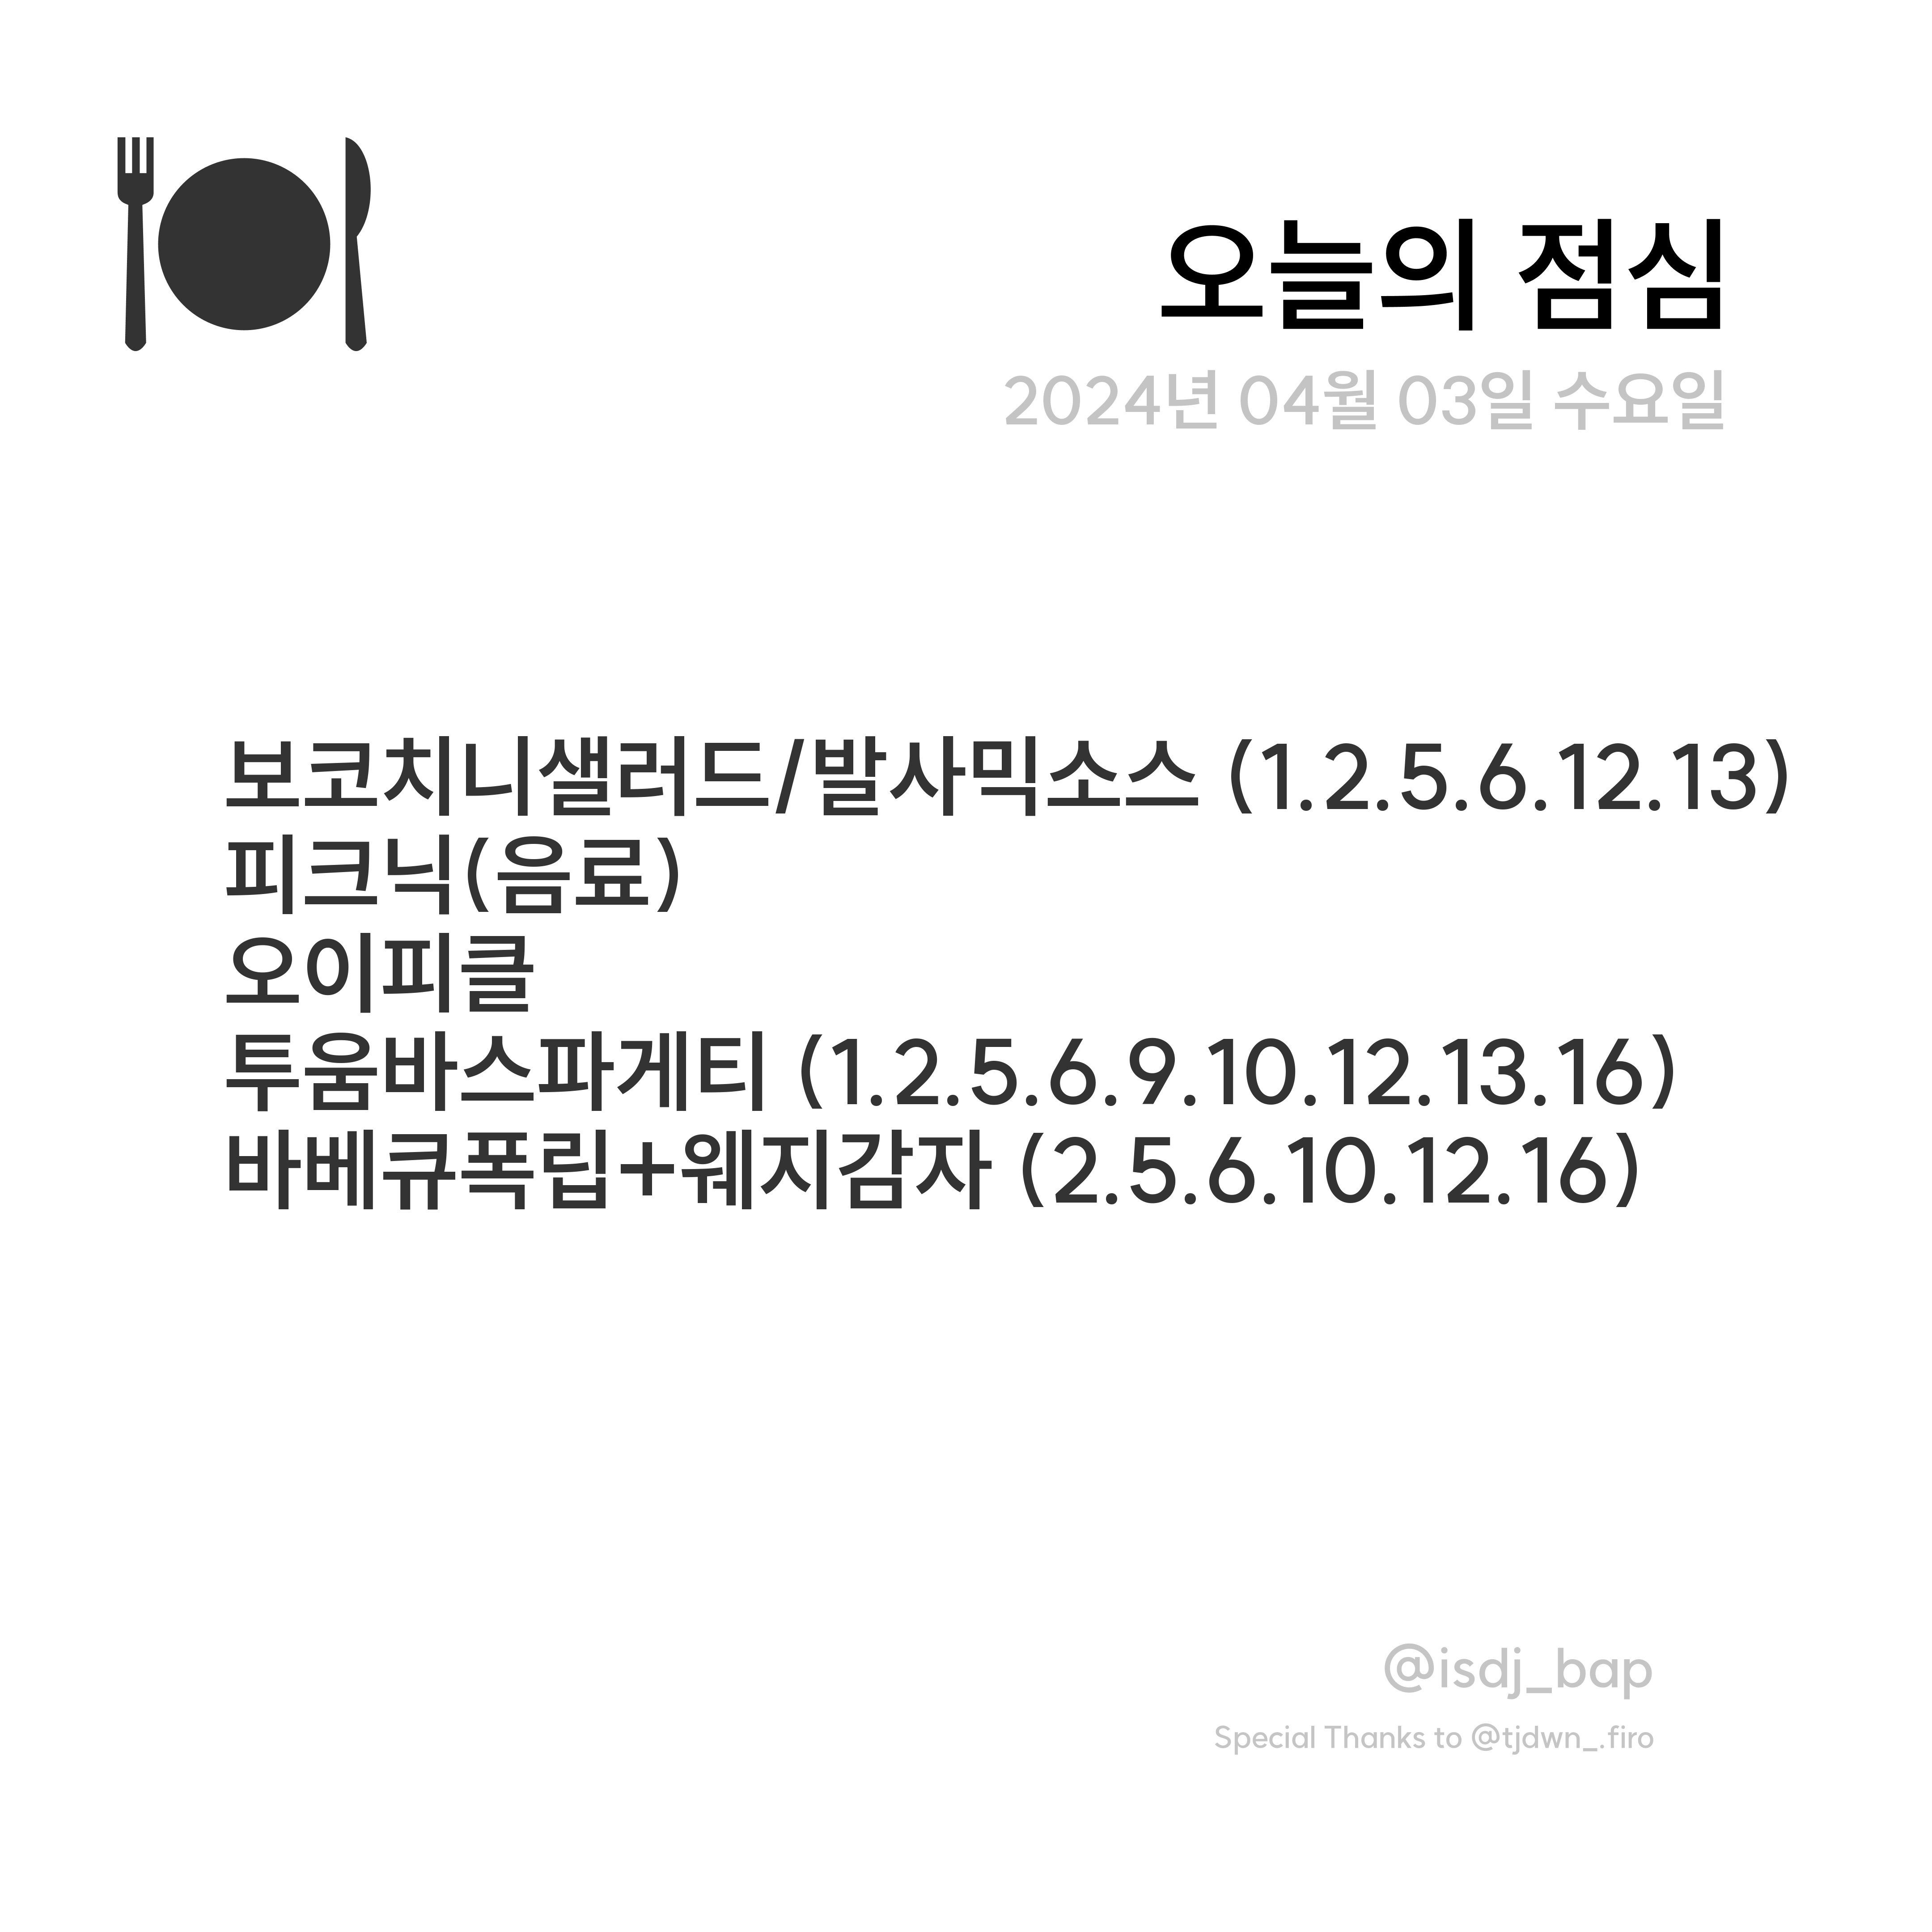 오늘의 점심
2024년 04월 03일 수요일
보코칫니샐러드/발사믹소스 (1.2.5.6.12.13)
피크닉(음료)
오이피클
투움바스파게티 (1.2.5.6.9.10.12.13.16)
바베큐폭립+웨지감자 (2.5.6.10.12.16)
@isdj_bap
Special Thanks to @tjdwn_.firo